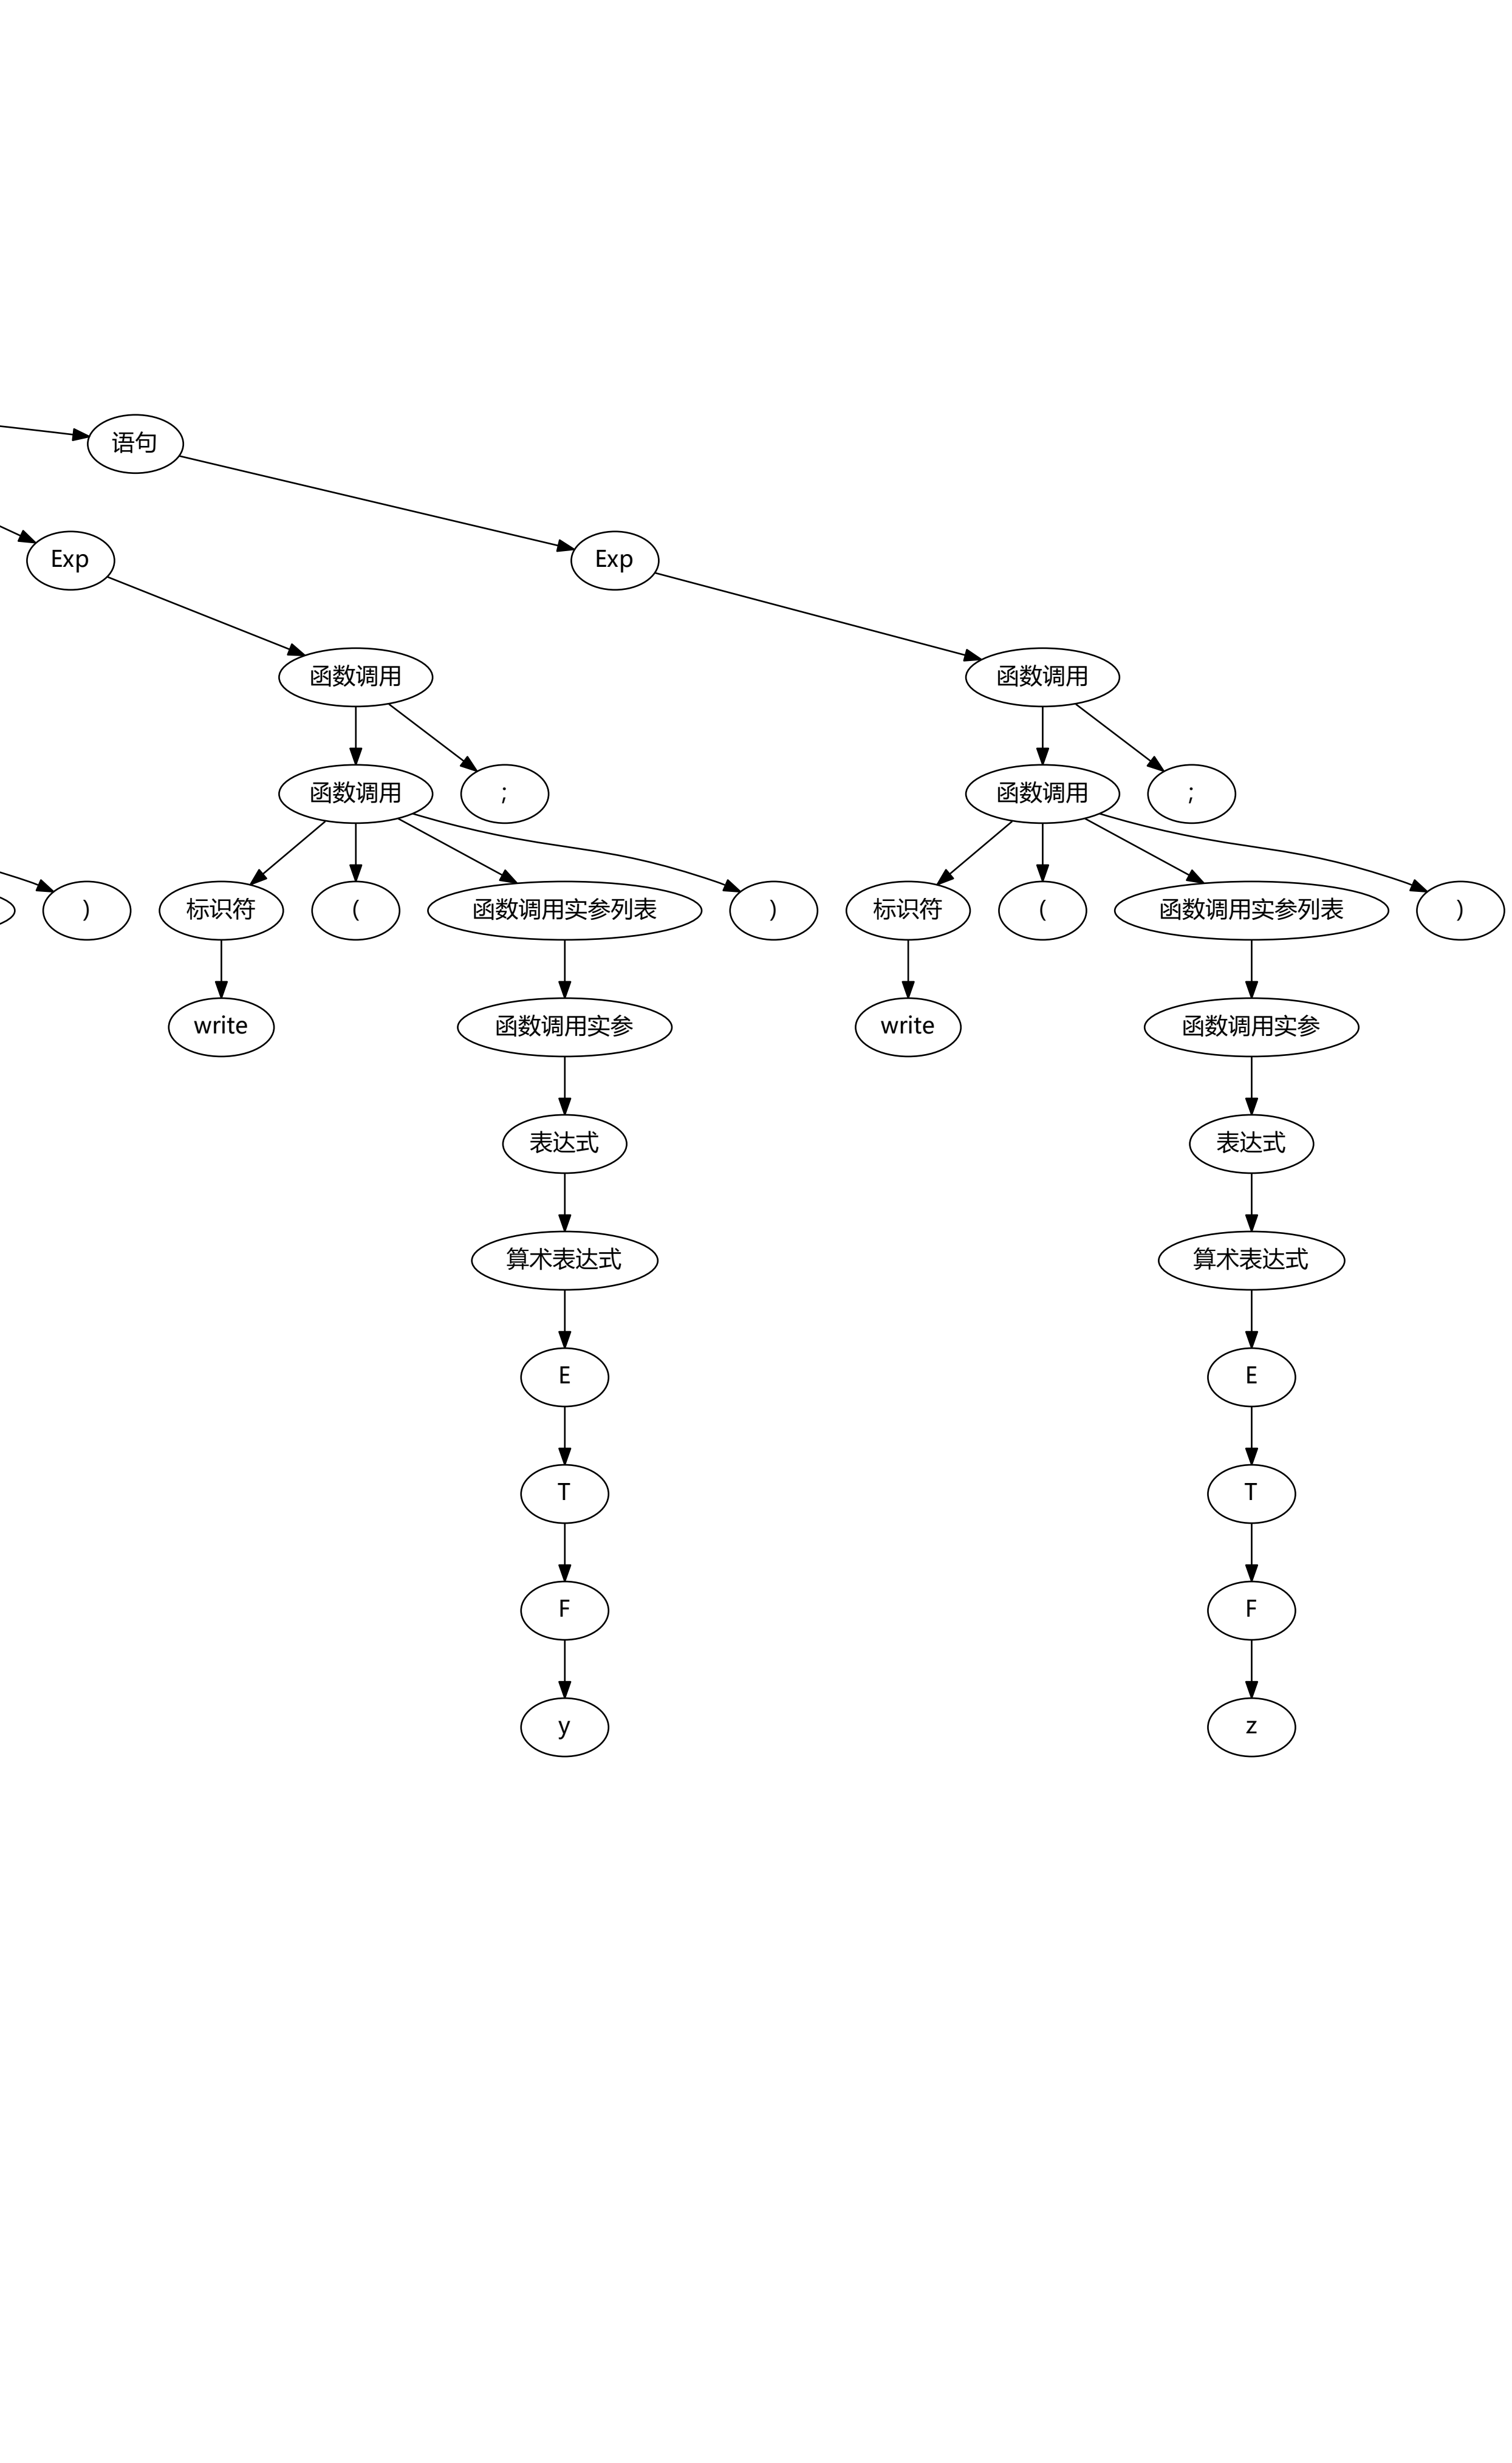 语句
Exp Exp
函数调用 函数调用
函数调用 ; 函数调用 ;
) 标识符 ( 函数调用实参列表 ) 标识符 ( 函数调用实参列表 )
write 函数调用实参 write 函数调用实参
表达式 表达式
算术表达式 算术表达式
E E
T T
F F
y z